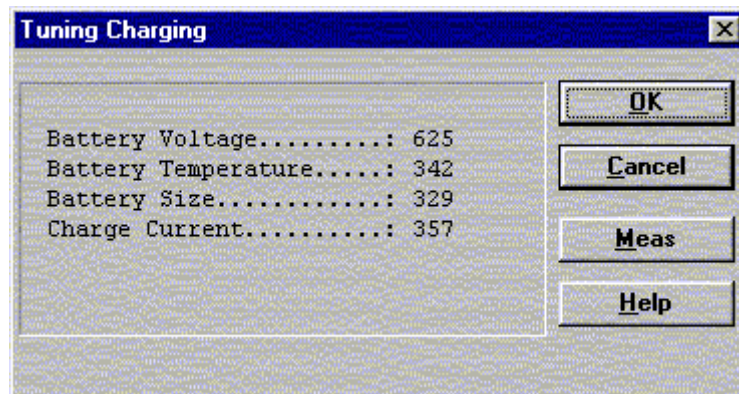 Tuning Charging
Battery Voltage.........: 625
Battery Temperature.....: 342
Battery Size............: 329
Charge Current..........: 357
OK
Cancel
Meas
Help